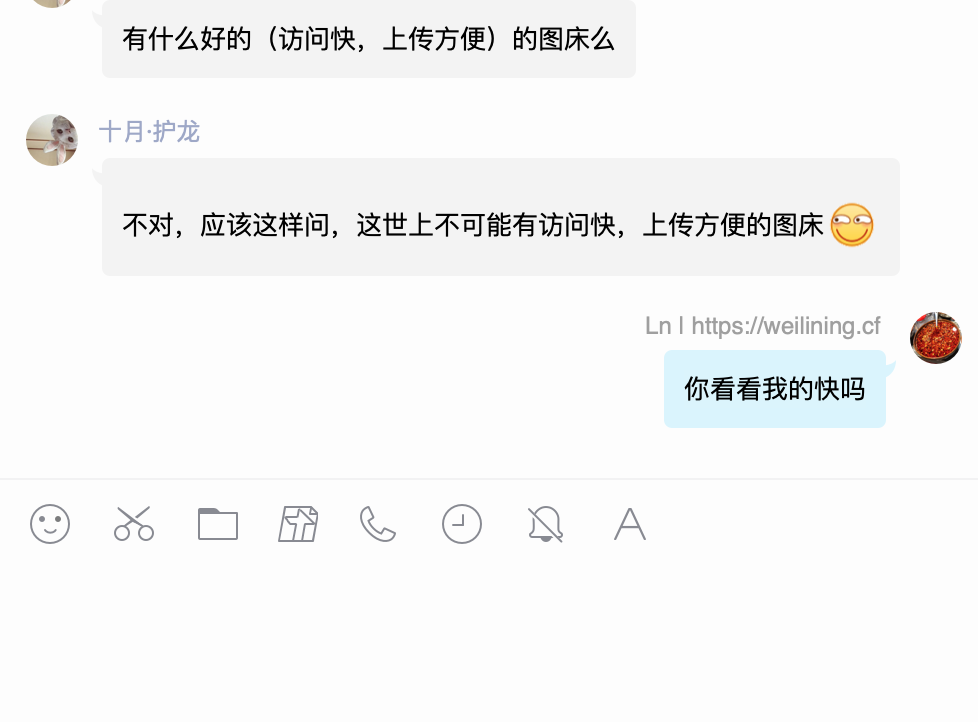 有什么好的（访问快，上传方便）的图床么
十月·护龙
不对，应该这样问，这世上不可能有访问快，上传方便的图床
Ln | https://weilining.cf
你看看我的快吗